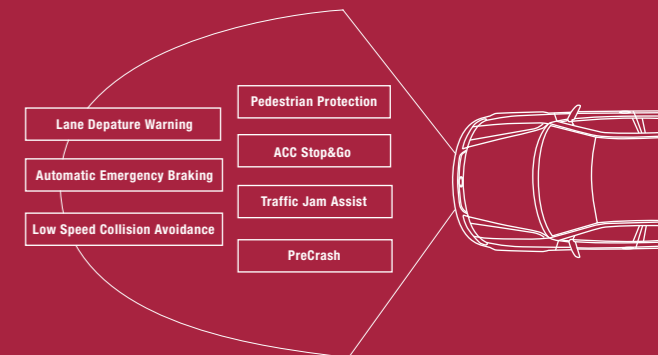 Lane Depature Warning
Automatic Emergency Braking
Low Speed Collision Avoidance
Pedestrian Protection
ACC Stop&Go
Traffic Jam Assist
PreCrash